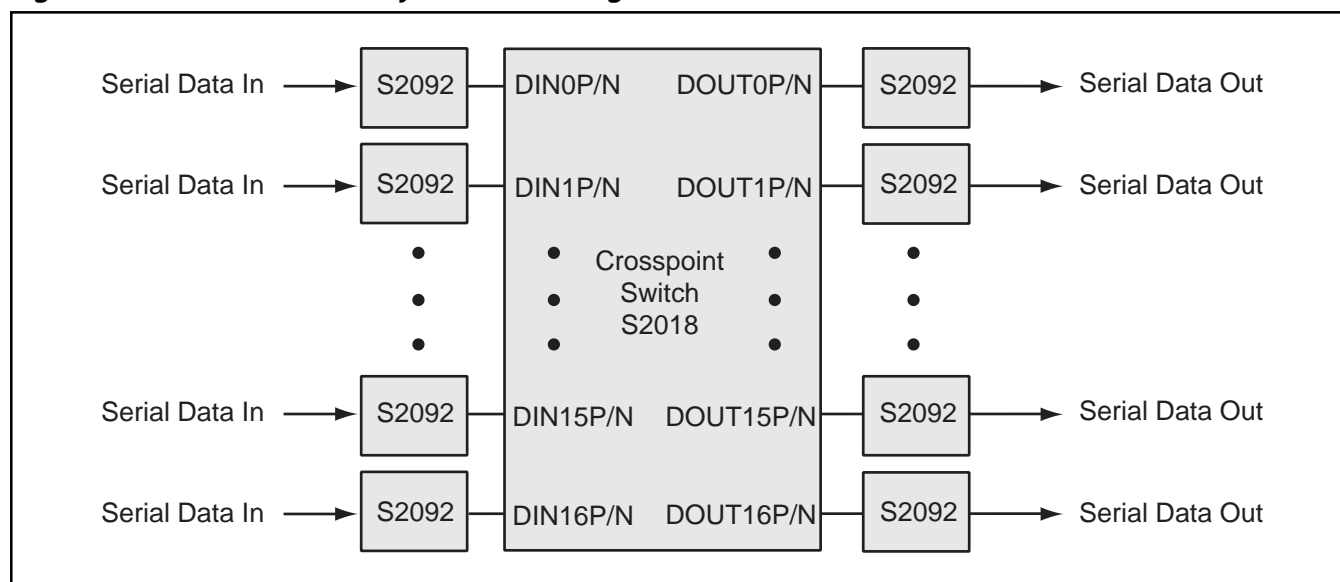 Serial Data In S2092 DIN0P/N DOUT0P/N S2092 Serial Data Out
Serial Data In S2092 DIN1P/N DOUT1P/N S2092 Serial Data Out
Crosspoint
Switch
S2018
Serial Data In S2092 DIN15P/N DOUT15P/N S2092 Serial Data Out
Serial Data In S2092 DIN16P/N DOUT16P/N S2092 Serial Data Out